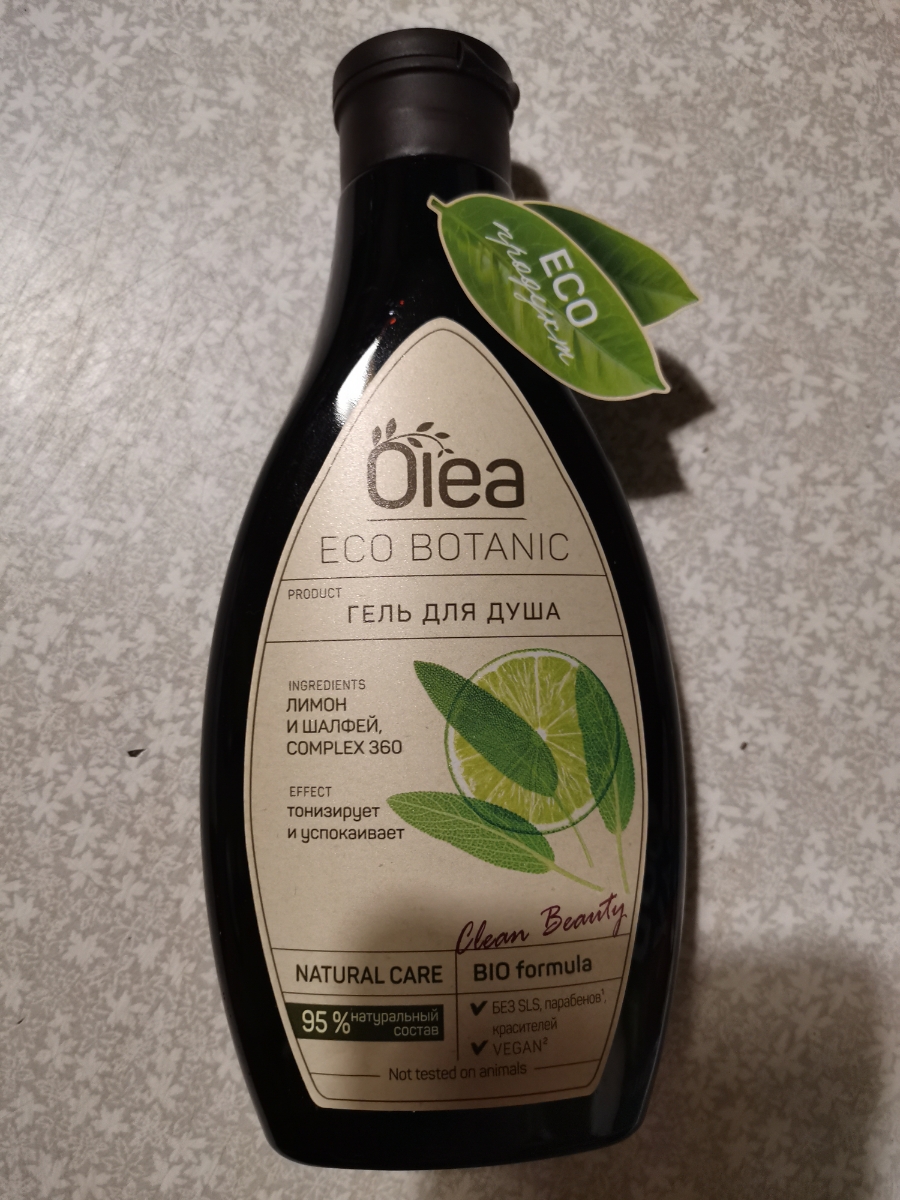 ECO
продукт
Olea
ECO BOTANIC
PRODUCT
ГЕЛЬ ДЛЯ ДУША
INGREDIENTS
ЛИМОН
И ШАЛФЕЙ,
COMPLEX 360
EFFECT
тонизирует
и успокаивает
Clean Beauty
NATURAL CARE
BIO formula
95 % натуральный
состав
БЕЗ SLS, парабенов¹,
красителей
VEGAN²
Not tested on animals